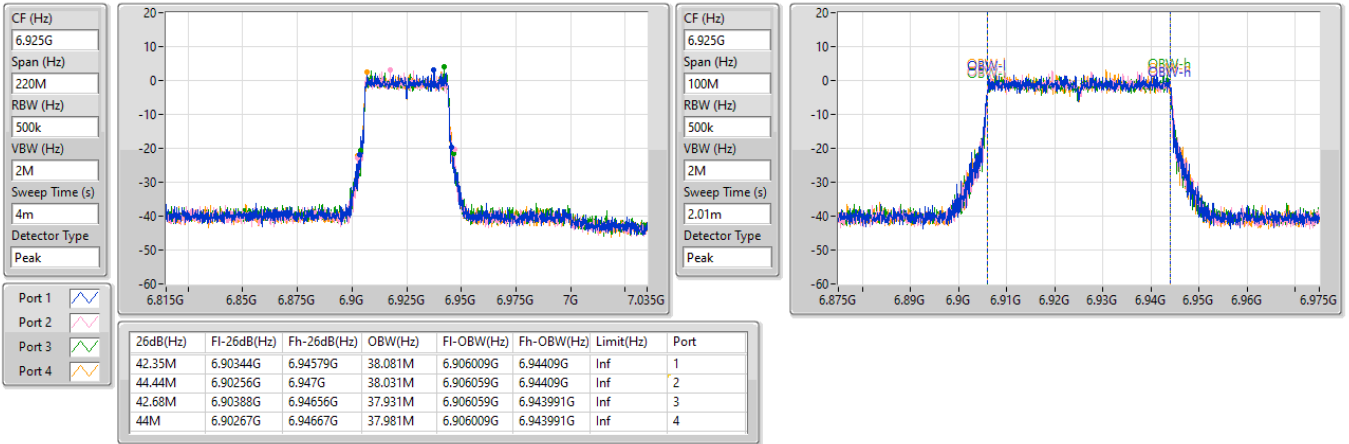 CF (Hz)
6.925G
Span (Hz)
220M
RBW (Hz)
500k
VBW (Hz)
2M
Sweep Time (s)
4m
Detector Type
Peak
20
10
0
-10
-20
-30
-40
-50
-60
6.815G 6.85G 6.875G 6.9G 6.925G 6.95G 6.975G 7G 7.035G
CF (Hz)
6.925G
Span (Hz)
100M
RBW (Hz)
500k
VBW (Hz)
2M
Sweep Time (s)
2.01m
Detector Type
Peak
20
10
0
-10
-20
-30
-40
-50
-60
OBW-l OBW-h
6.875G 6.89G 6.9G 6.91G 6.92G 6.93G 6.94G 6.95G 6.96G 6.975G
Port 1
Port 2
Port 3
Port 4
26dB(Hz) Fl-26dB(Hz) Fh-26dB(Hz) OBW(Hz) Fl-OBW(Hz) Fh-OBW(Hz) Limit(Hz) Port
42.35M 6.90344G 6.94579G 38.081M 6.906009G 6.94409G Inf 1
44.44M 6.90256G 6.947G 38.031M 6.906059G 6.94409G Inf 2
42.68M 6.90388G 6.94656G 37.931M 6.906059G 6.943991G Inf 3
44M 6.90267G 6.94667G 37.981M 6.906009G 6.943991G Inf 4